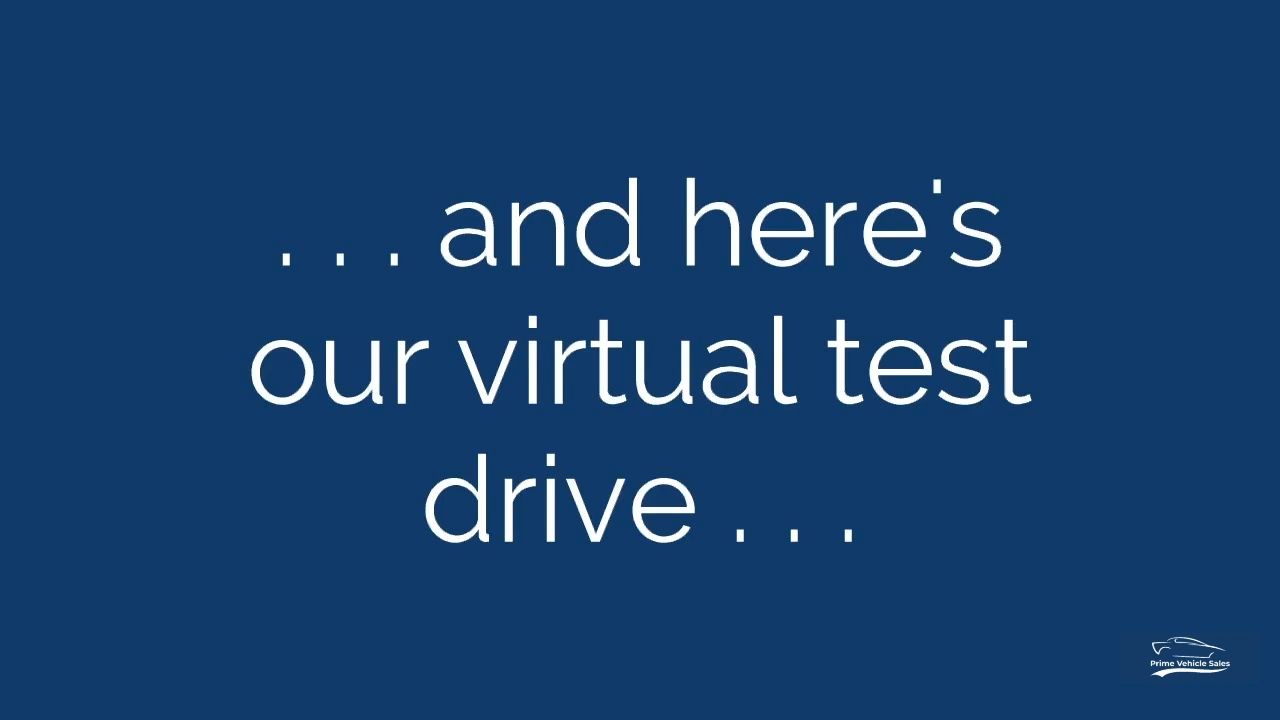 . . . and here's
our virtual test
drive . . .
Prime Vehicle Sales